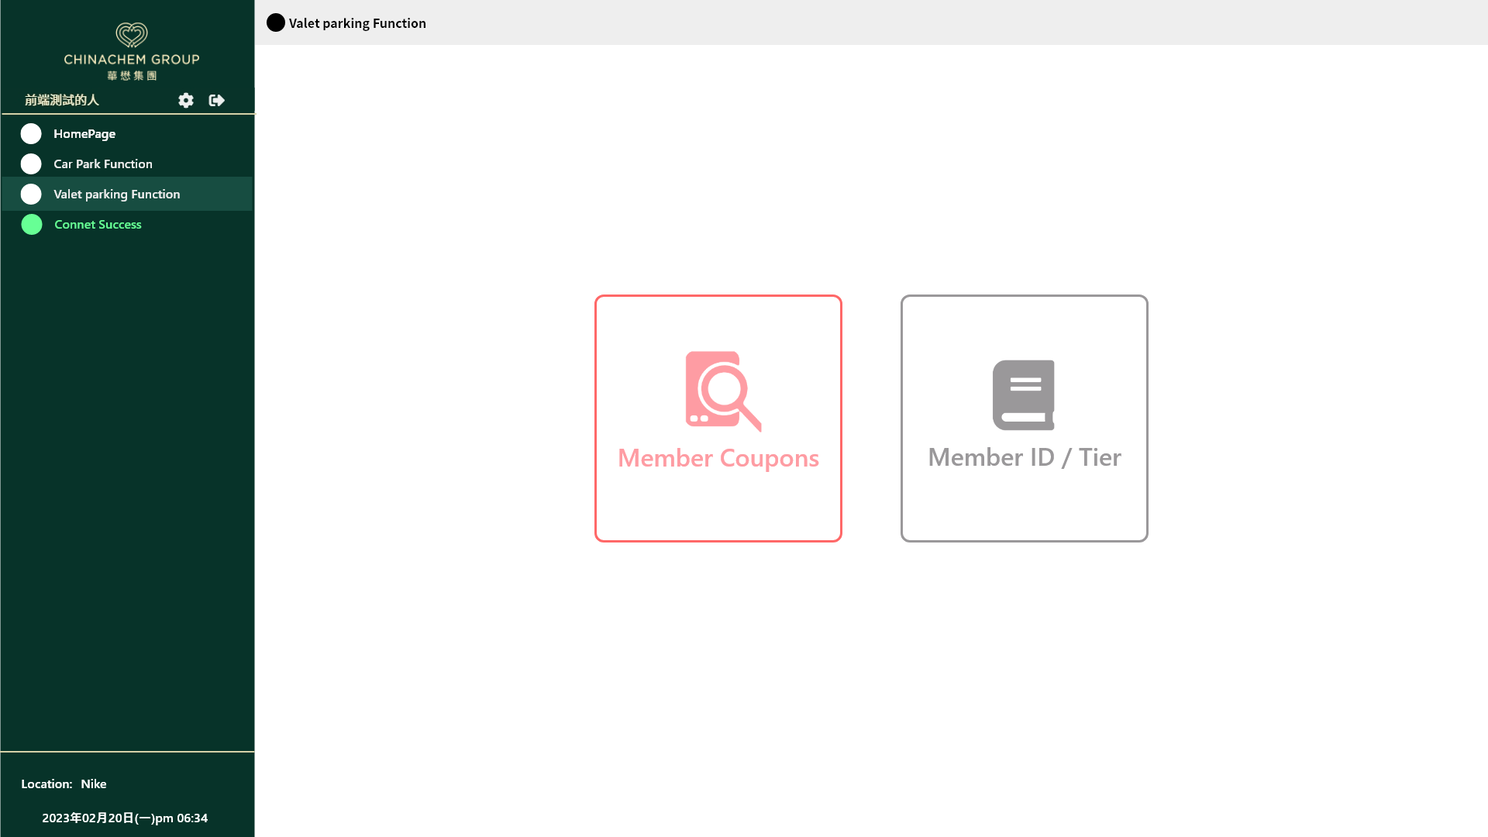 CHINACHEM GROUP
華懋集團
前端測試的人
HomePage
Car Park Function
Valet parking Function
Connet Success
Location: Nike
2023年02月20日(一)pm 06:34
Valet parking Function
Member Coupons
Member ID / Tier